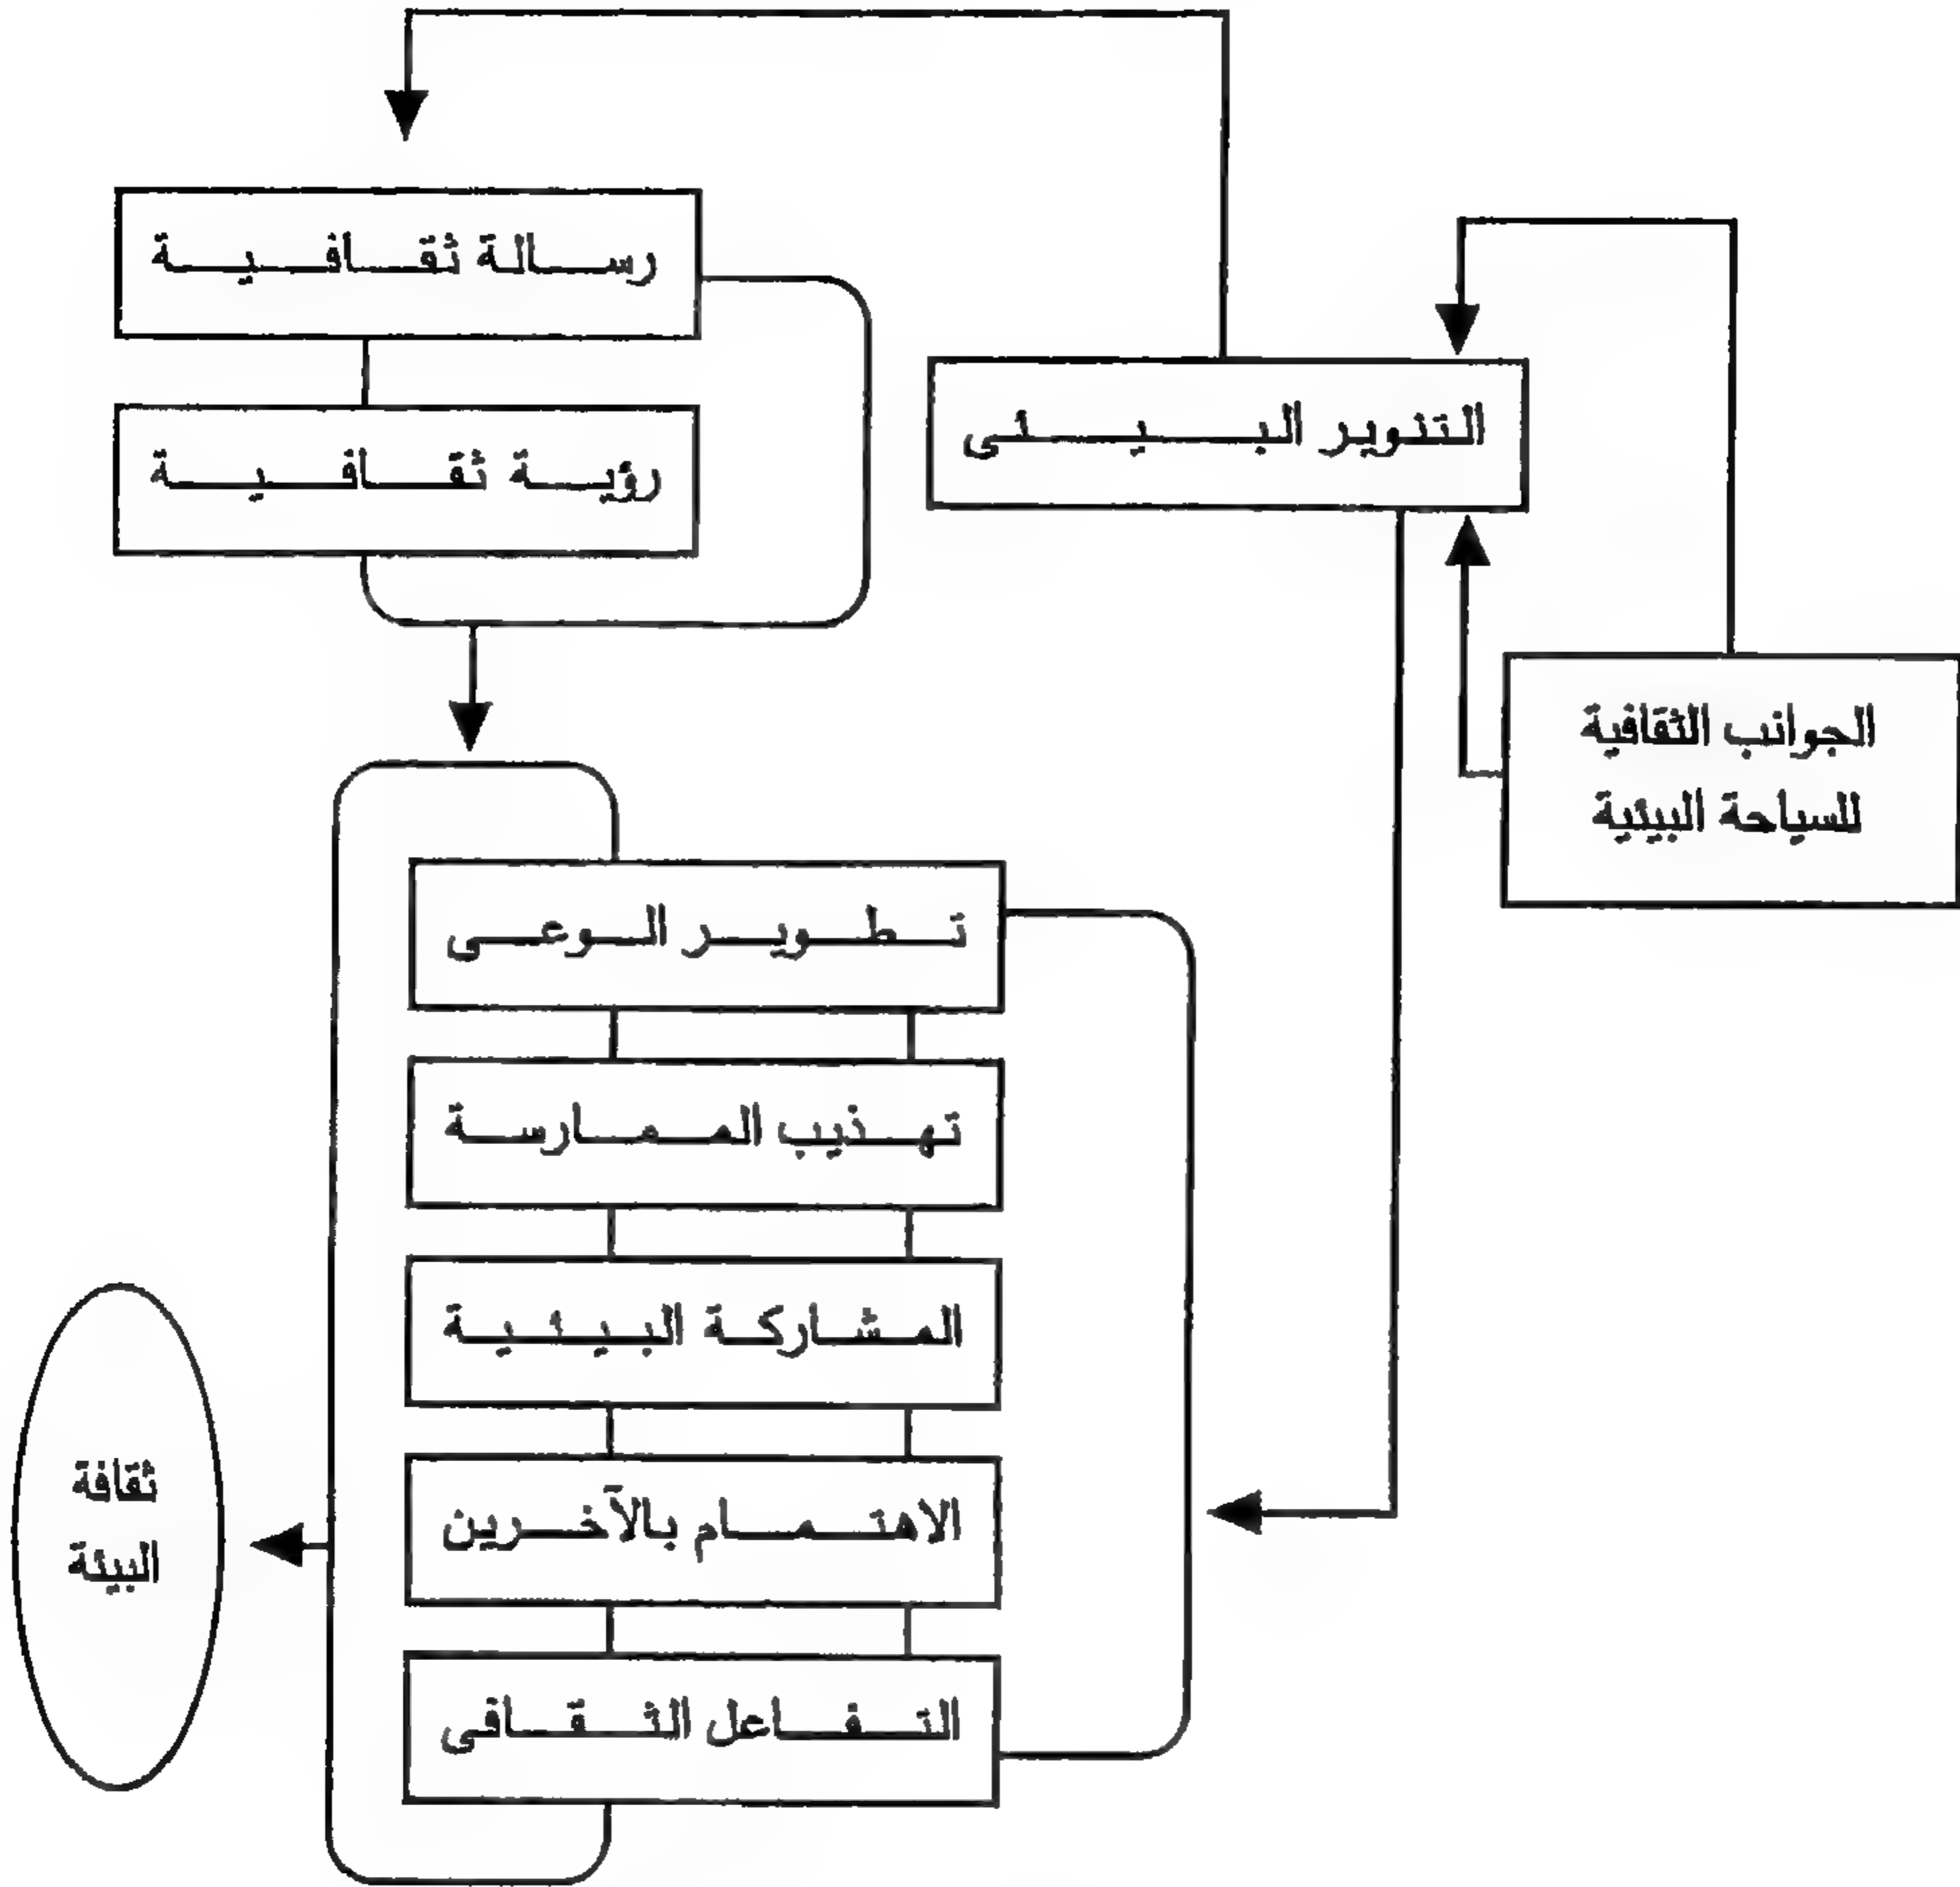 رسالة ثقافية
رؤية ثقافية
التنوير البيئى
الجوانب الثقافية
للسياحة البيئية
تطوير الوعى
تهذيب الممارسة
المشاركة البيئية
الاهتمام بالآخرين
التفاعل الثقافى
ثقافة
البيئة